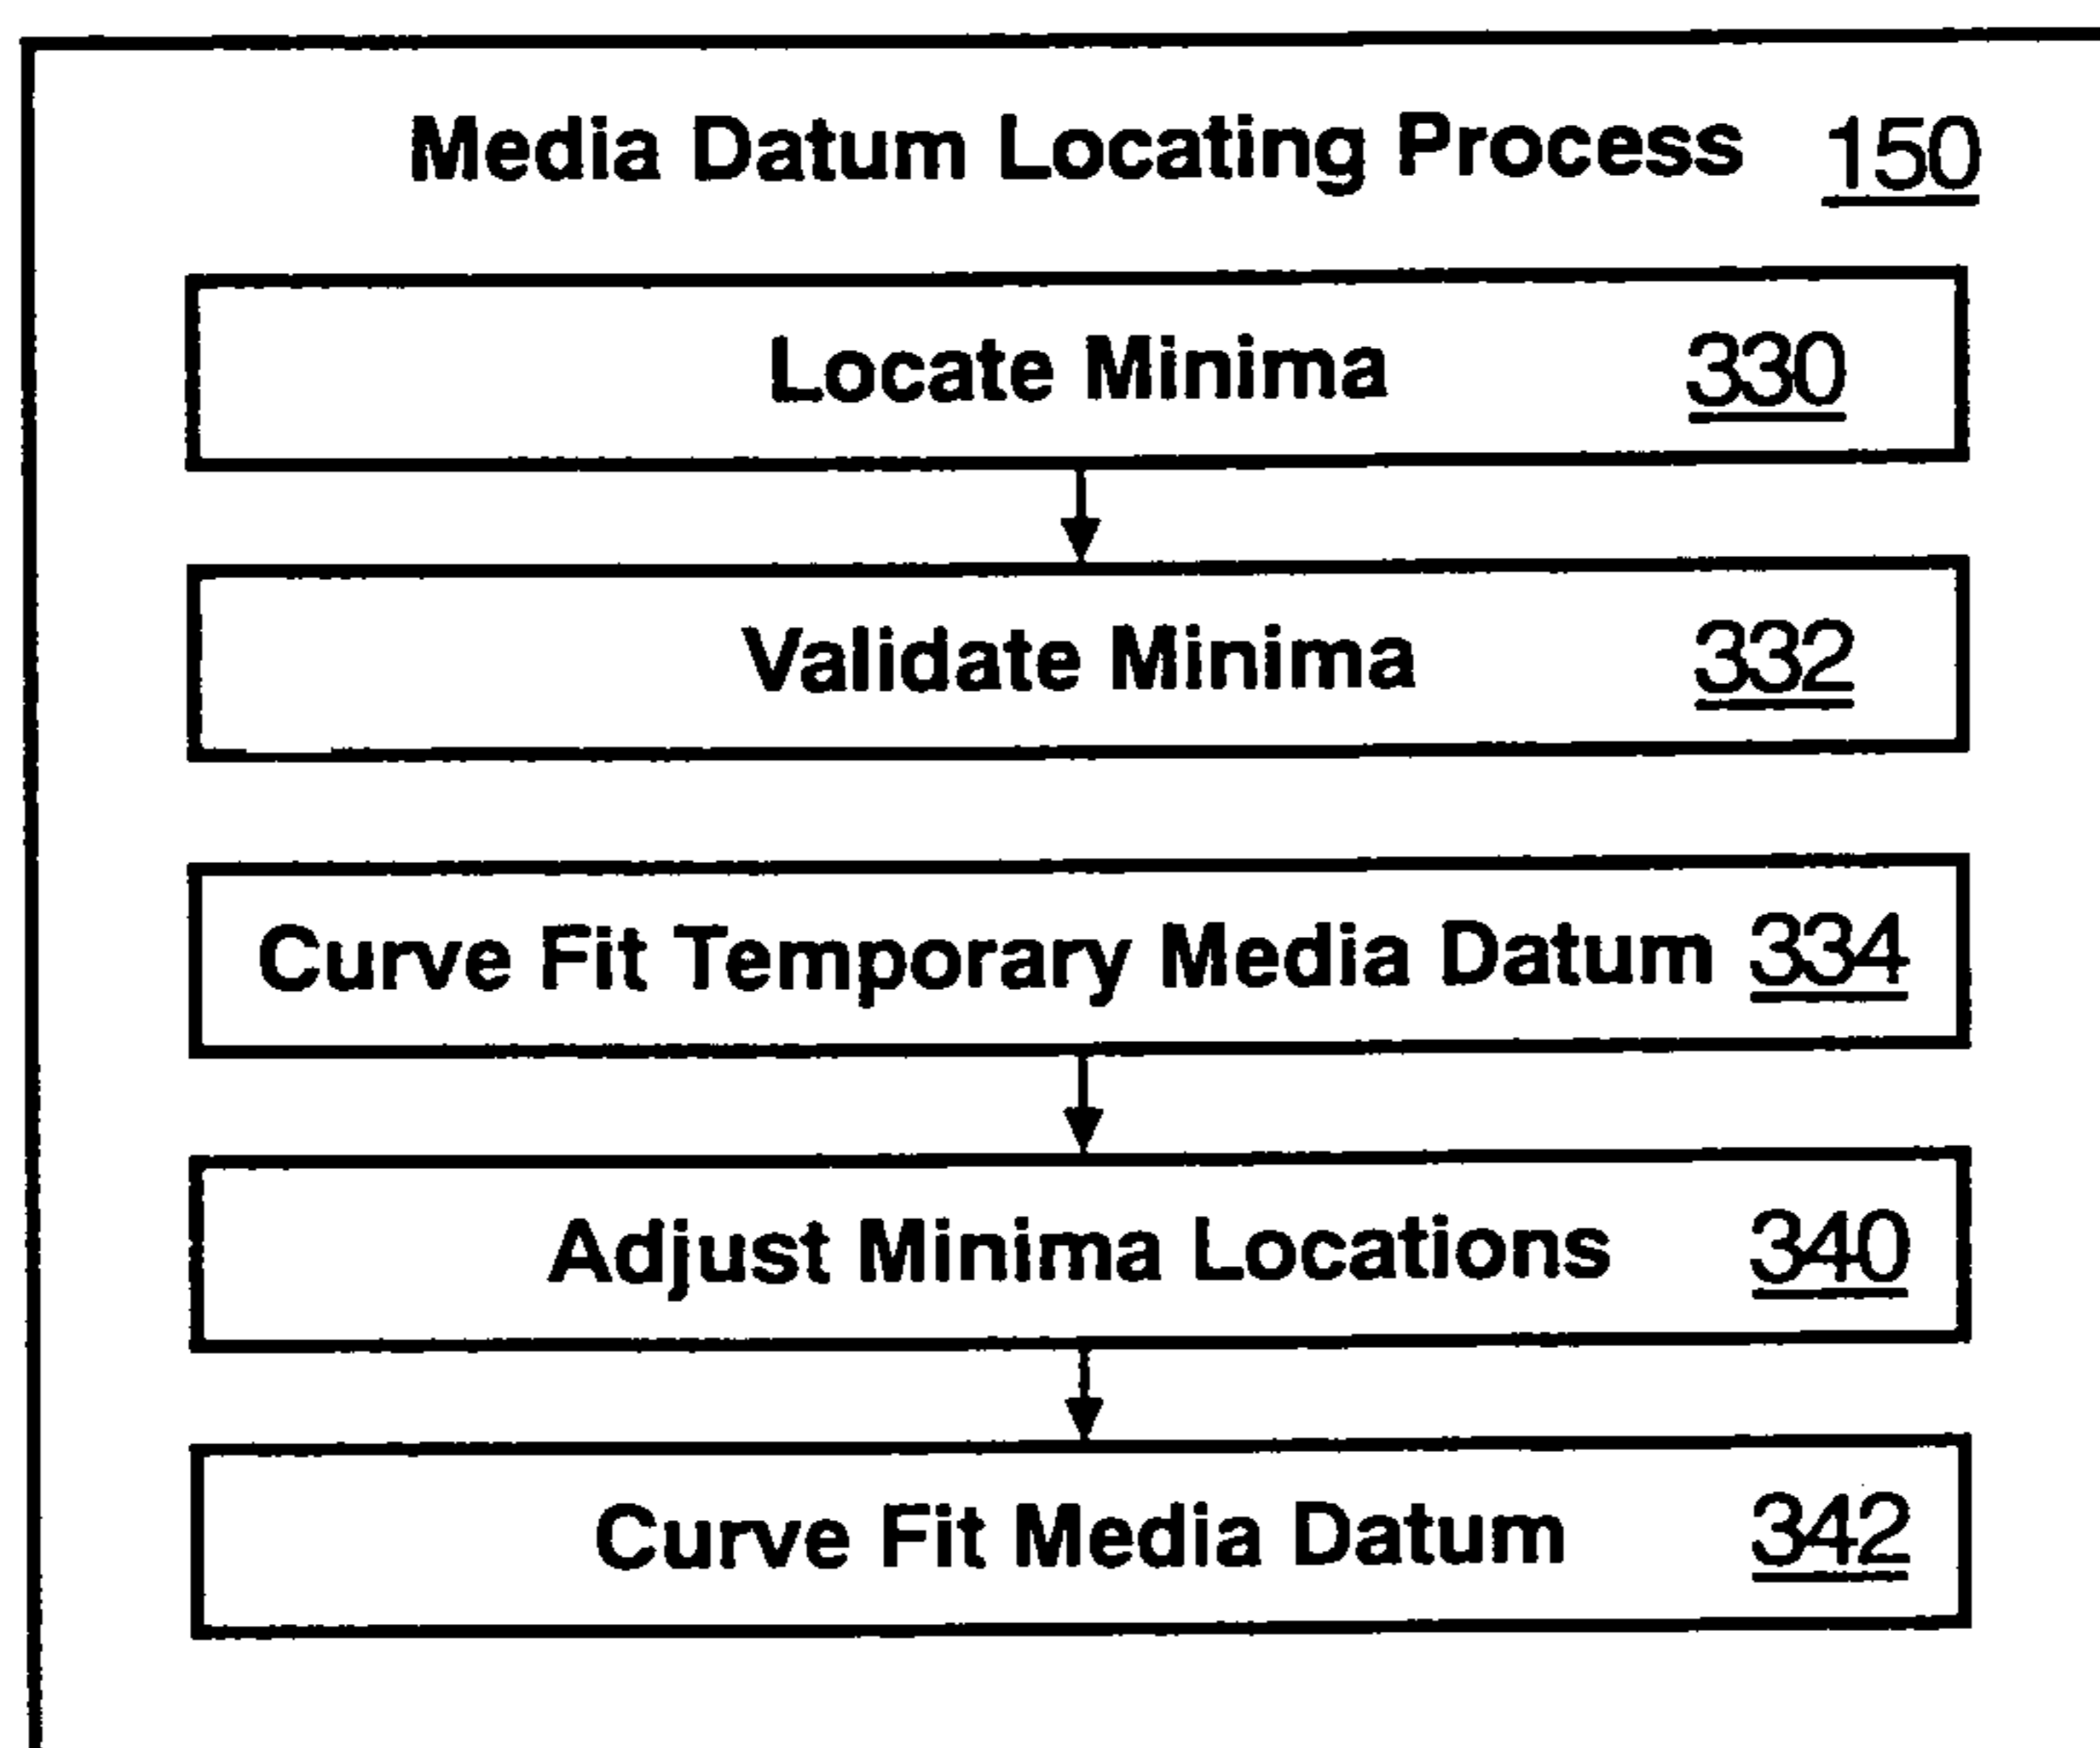 Media Datum Locating Process 150
Locate Minima 330
Validate Minima 332
Curve Fit Temporary Media Datum 334
Adjust Minima Locations 340
Curve Fit Media Datum 342